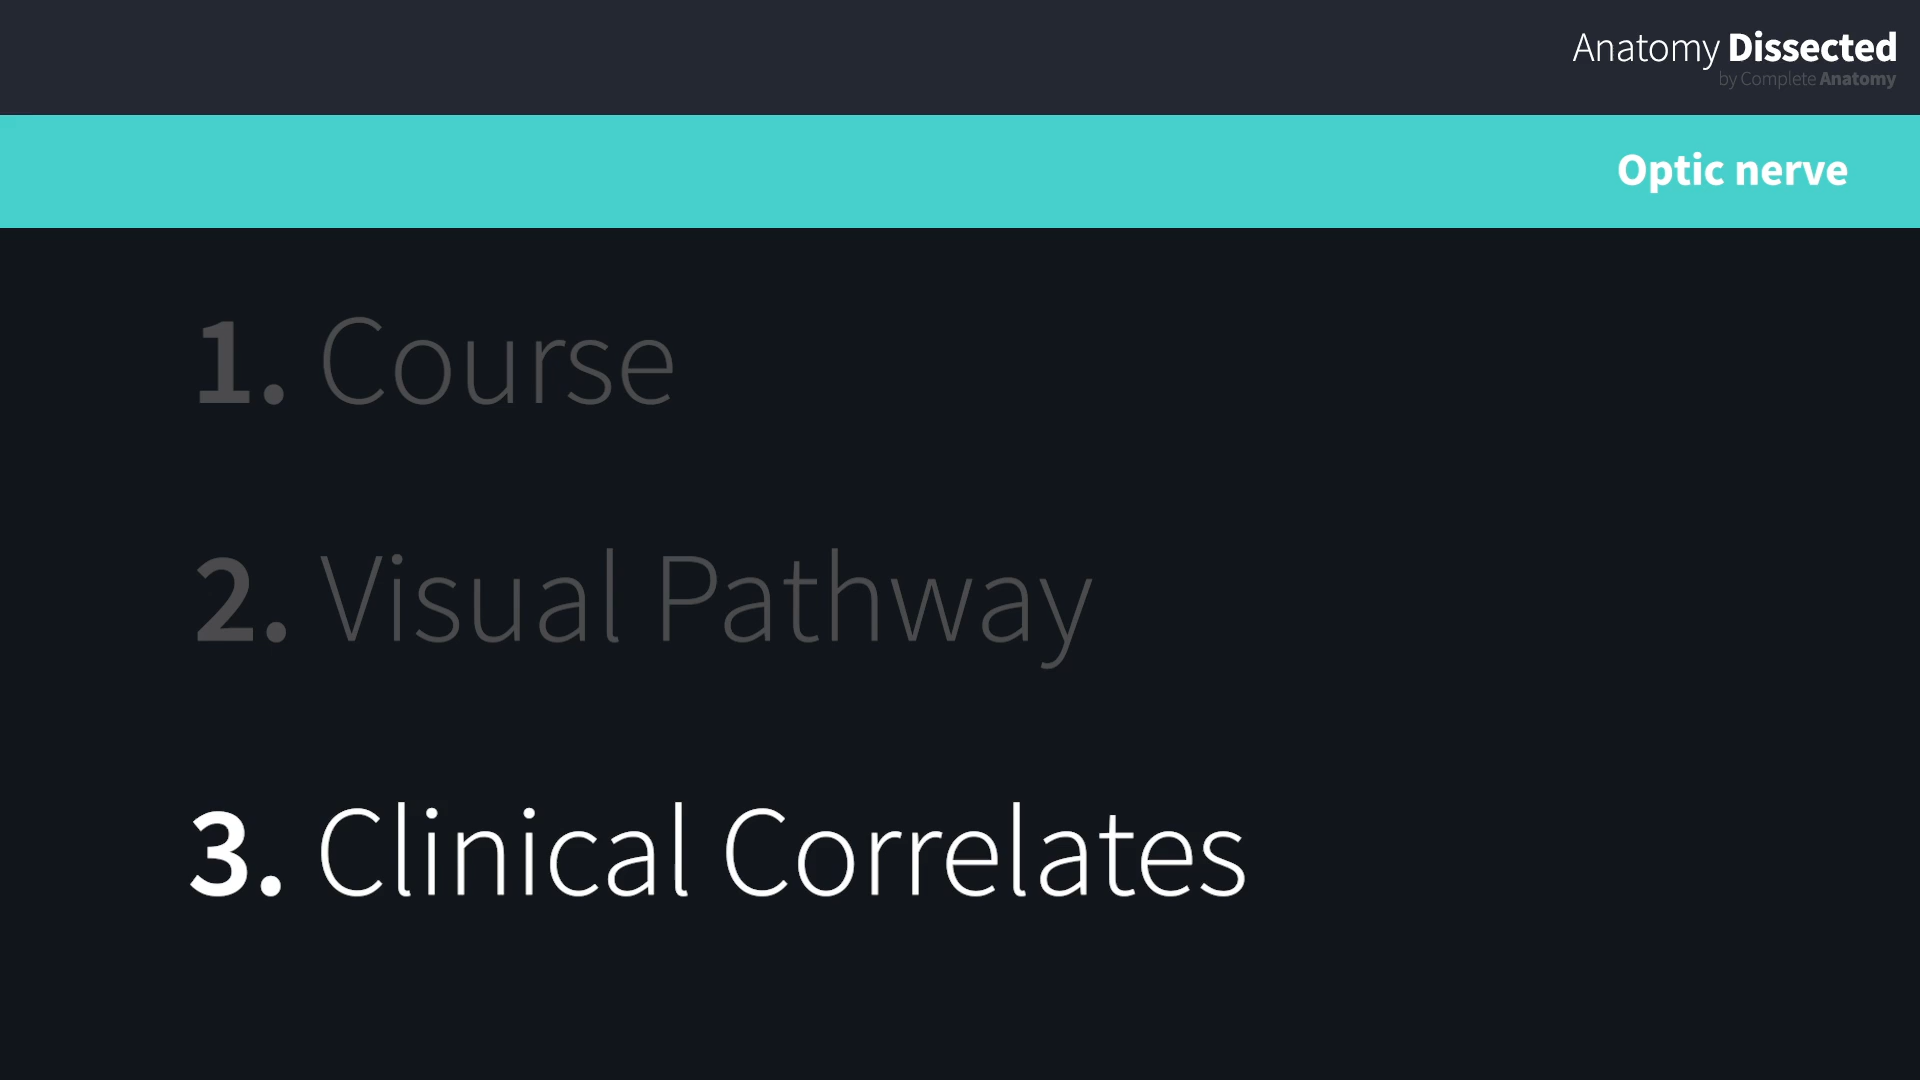 Anatomy Dissected
by Complete Anatomy
Optic nerve
1. Course
2. Visual Pathway
3. Clinical Correlates